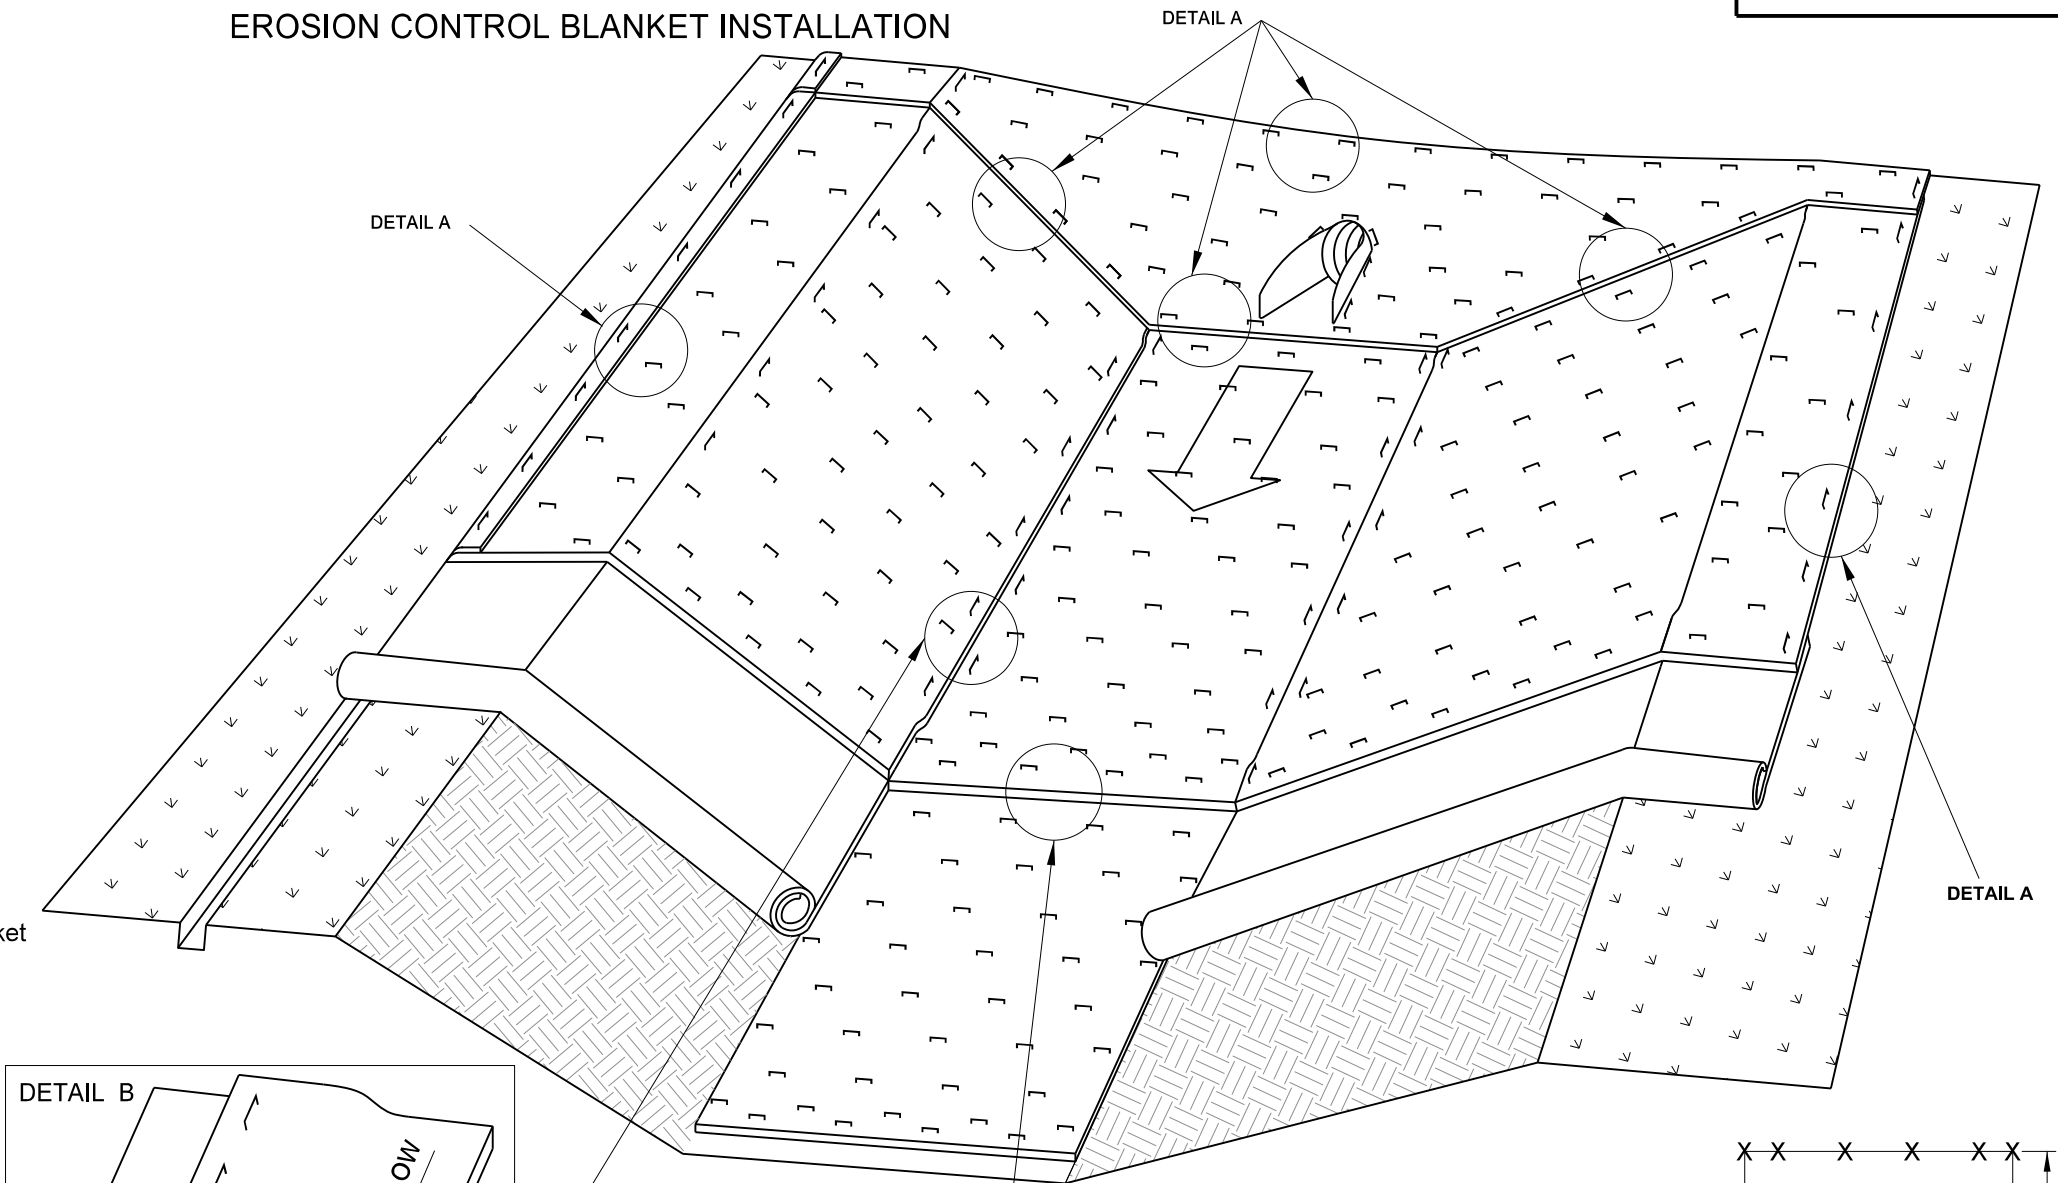 EROSION CONTROL BLANKET INSTALLATION
DETAIL A
DETAIL A
DETAIL A
DETAIL B
X X X X X X